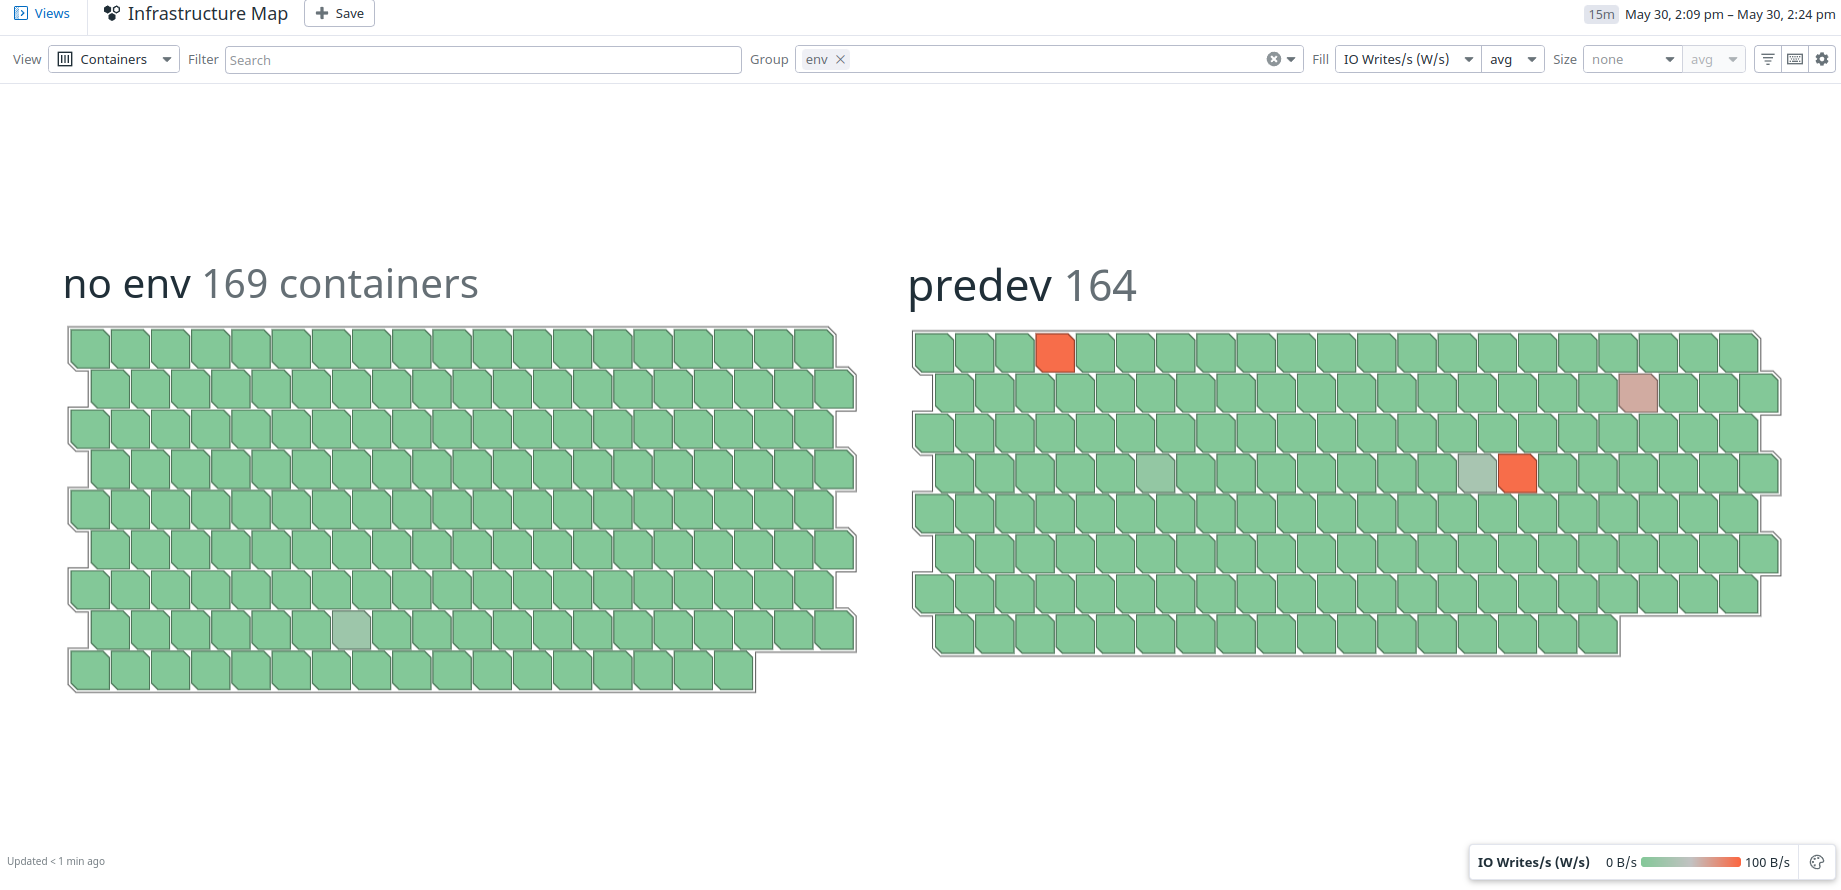 Views Infrastructure Map + Save 15m May 30, 2:09 pm – May 30, 2:24 pm
View Containers Filter Search Group env × Fill IO Writes/s (W/s) avg Size none avg
no env 169 containers predev 164
Updated < 1 min ago
IO Writes/s (W/s) 0 B/s 100 B/s